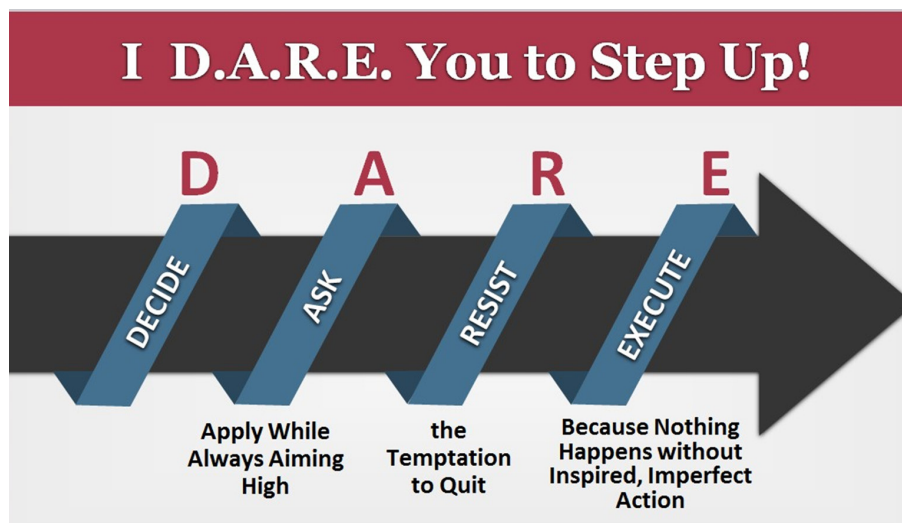 I D.A.R.E. You to Step Up!
D
A
R
E
DECIDE
ASK
RESIST
EXECUTE
Apply While
Always Aiming
High
the
Temptation
to Quit
Because Nothing
Happens without
Inspired, Imperfect
Action